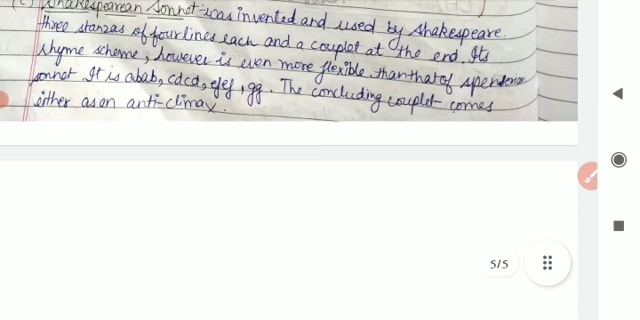 (c) Shakespearean Sonnet - was invented and used by Shakespeare.
three stanzas of four lines each and a couplet at the end. Its
rhyme scheme, however is even more flexible than that of spenserian
sonnet It is abab, cdcd, efef, gg. The concluding couplet comes
either as an anti-climax.
5/5